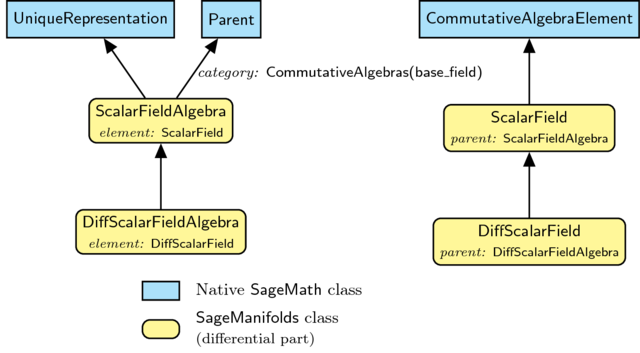 UniqueRepresentation
Parent
CommutativeAlgebraElement
category: CommutativeAlgebras(base_field)
ScalarFieldAlgebra
element: ScalarField
ScalarField
parent: ScalarFieldAlgebra
DiffScalarFieldAlgebra
element: DiffScalarField
DiffScalarField
parent: DiffScalarFieldAlgebra
Native SageMath class
SageManifolds class
(differential part)